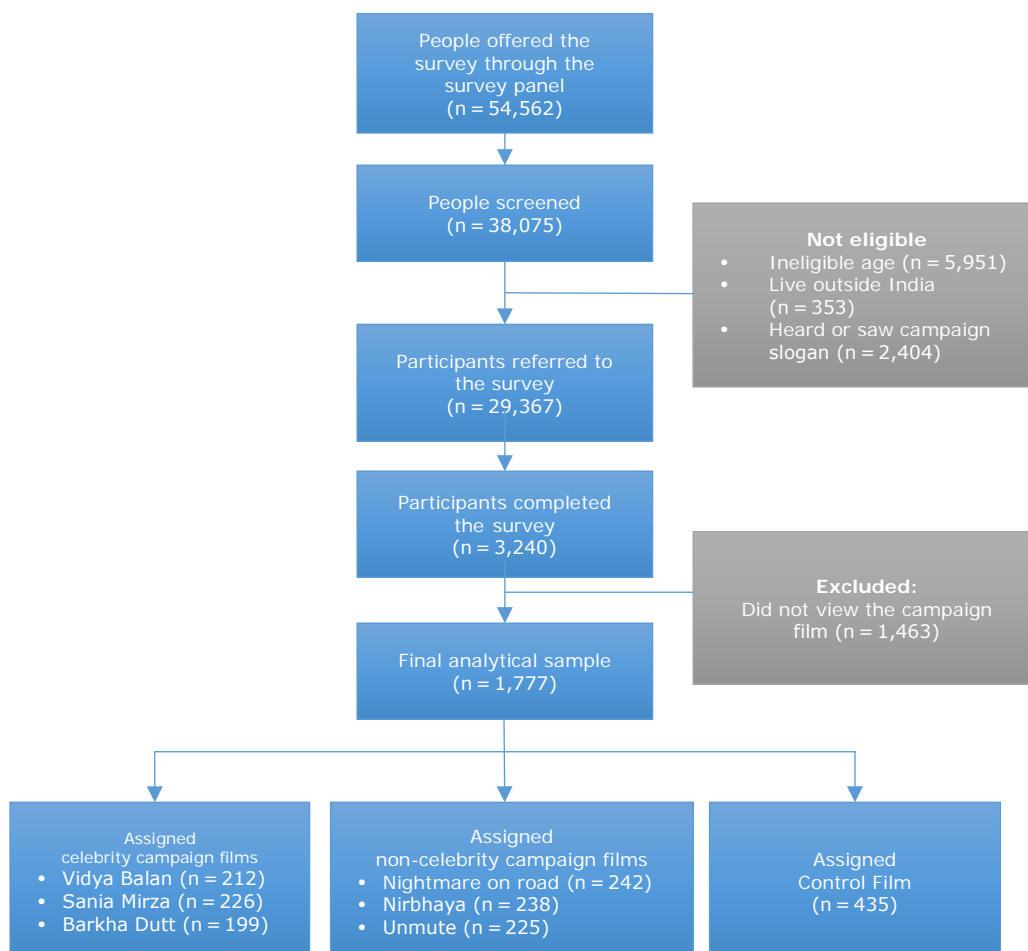 People offered the
survey through the
survey panel
(n = 54,562)
People screened
(n = 38,075)
Not eligible
• Ineligible age (n = 5,951)
• Live outside India
(n = 353)
• Heard or saw campaign
slogan (n = 2,404)
Participants referred to
the survey
(n = 29,367)
Participants completed
the survey
(n = 3,240)
Excluded:
Did not view the campaign
film (n = 1,463)
Final analytical sample
(n = 1,777)
Assigned
celebrity campaign films
• Vidya Balan (n = 212)
• Sania Mirza (n = 226)
• Barkha Dutt (n = 199)
Assigned
non-celebrity campaign films
• Nightmare on road (n = 242)
• Nirbhaya (n = 238)
• Unmute (n = 225)
Assigned
Control Film
(n = 435)